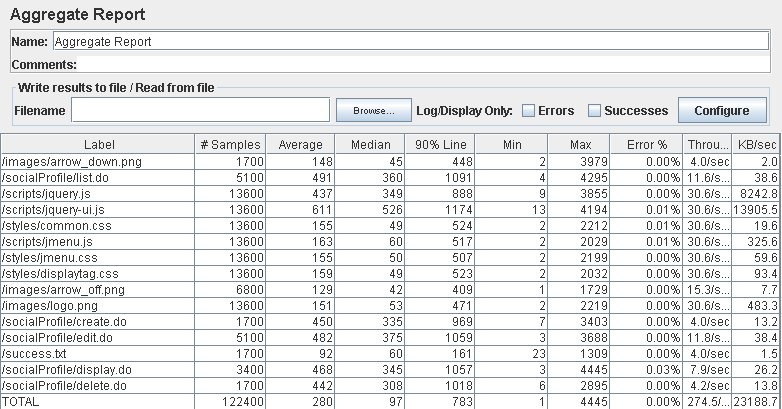 Aggregate Report
Name: Aggregate Report
Comments:
Write results to file / Read from file
Filename Browse... Log/Display Only: Errors Successes Configure
Label # Samples Average Median 90% Line Min Max Error % Throu... KB/sec
/images/arrow_down.png 1700 148 45 448 2 3979 0.00% 4.0/sec 2.0
/socialProfile/list.do 5100 491 360 1091 4 4295 0.00% 11.6/s... 38.6
/scripts/jquery.js 13600 437 349 888 9 3855 0.00% 30.6/s... 8242.8
/scripts/jquery-ui.js 13600 611 526 1174 13 4194 0.01% 30.6/s... 13905.5
/styles/common.css 13600 155 49 524 2 2212 0.01% 30.6/s... 19.6
/scripts/jmenu.js 13600 163 60 517 2 2029 0.01% 30.6/s... 325.6
/styles/jmenu.css 13600 155 50 507 2 2199 0.00% 30.6/s... 59.6
/styles/displaytag.css 13600 159 49 523 2 2032 0.00% 30.6/s... 93.4
/images/arrow_off.png 6800 129 42 409 1 1729 0.00% 15.3/s... 7.7
/images/logo.png 13600 151 53 471 2 2219 0.00% 30.6/s... 483.3
/socialProfile/create.do 1700 450 335 969 7 3403 0.00% 4.0/sec 13.2
/socialProfile/edit.do 5100 482 375 1059 3 3688 0.00% 11.8/s... 38.4
/success.txt 1700 92 60 161 23 1309 0.00% 4.0/sec 1.5
/socialProfile/display.do 3400 468 345 1057 3 4445 0.03% 7.9/sec 26.2
/socialProfile/delete.do 1700 442 308 1018 6 2895 0.00% 4.2/sec 13.8
TOTAL 122400 280 97 783 1 4445 0.00% 274.5/... 23188.7